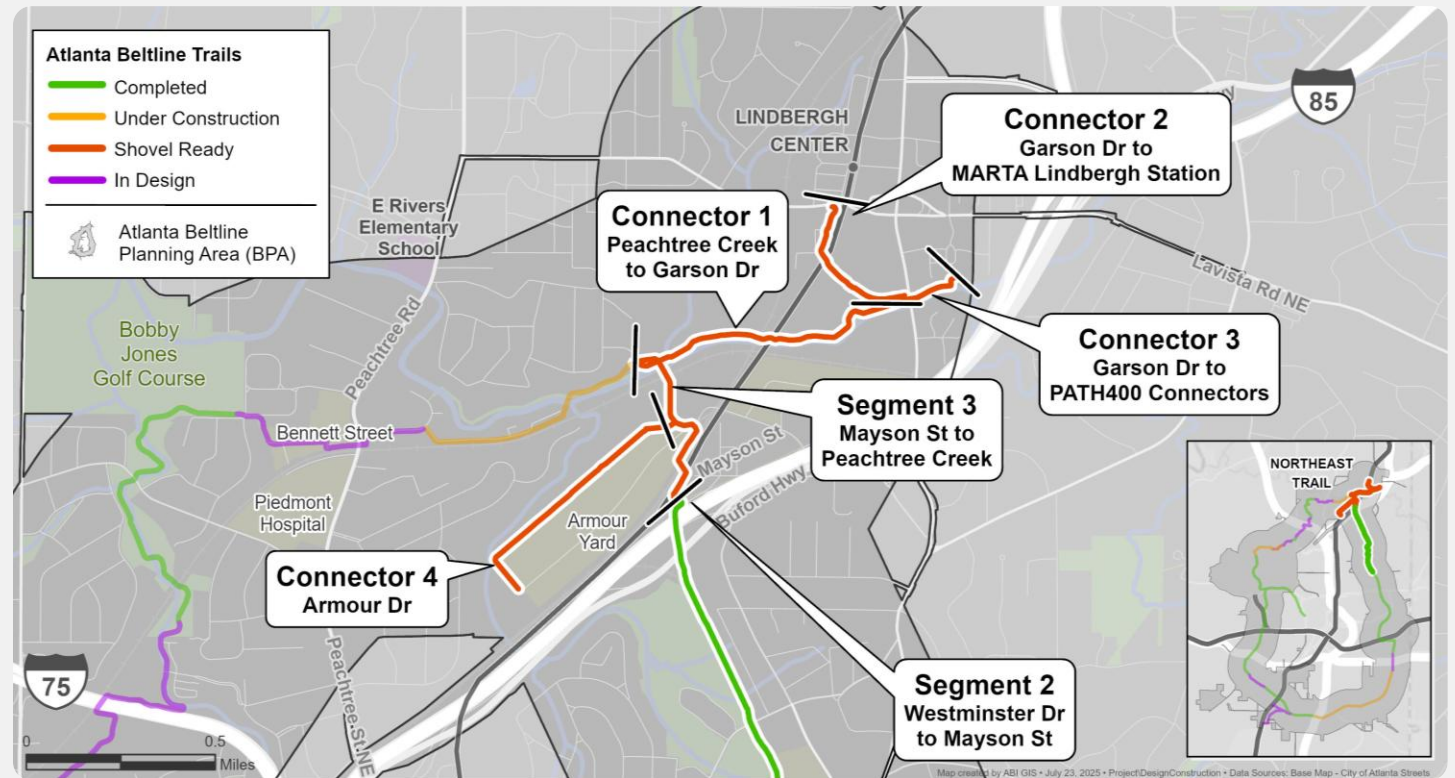 Atlanta Beltline Trails
Completed
Under Construction
Shovel Ready
In Design
Atlanta Beltline
Planning Area (BPA)
85
LINDBERGH
CENTER
Connector 2
Garson Dr to
MARTA Lindbergh Station
E Rivers
Elementary
School
Connector 1
Peachtree Creek
to Garson Dr
Lavista Rd NE
Bobby
Jones
Golf Course
Peachtree Rd
Connector 3
Garson Dr to
PATH400 Connectors
Bennett Street
Segment 3
Mayson St to
Peachtree Creek
Mayson St
Buford Hwy
Piedmont
Hospital
Armour
Yard
NORTHEAST
TRAIL
Connector 4
Armour Dr
Peachtree St NE
75
Segment 2
Westminster Dr
to Mayson St
0
0.5
Miles
Map created by ABI GIS • July 23, 2025 • Project\DesignConstruction • Data Sources: Base Map - City of Atlanta Streets